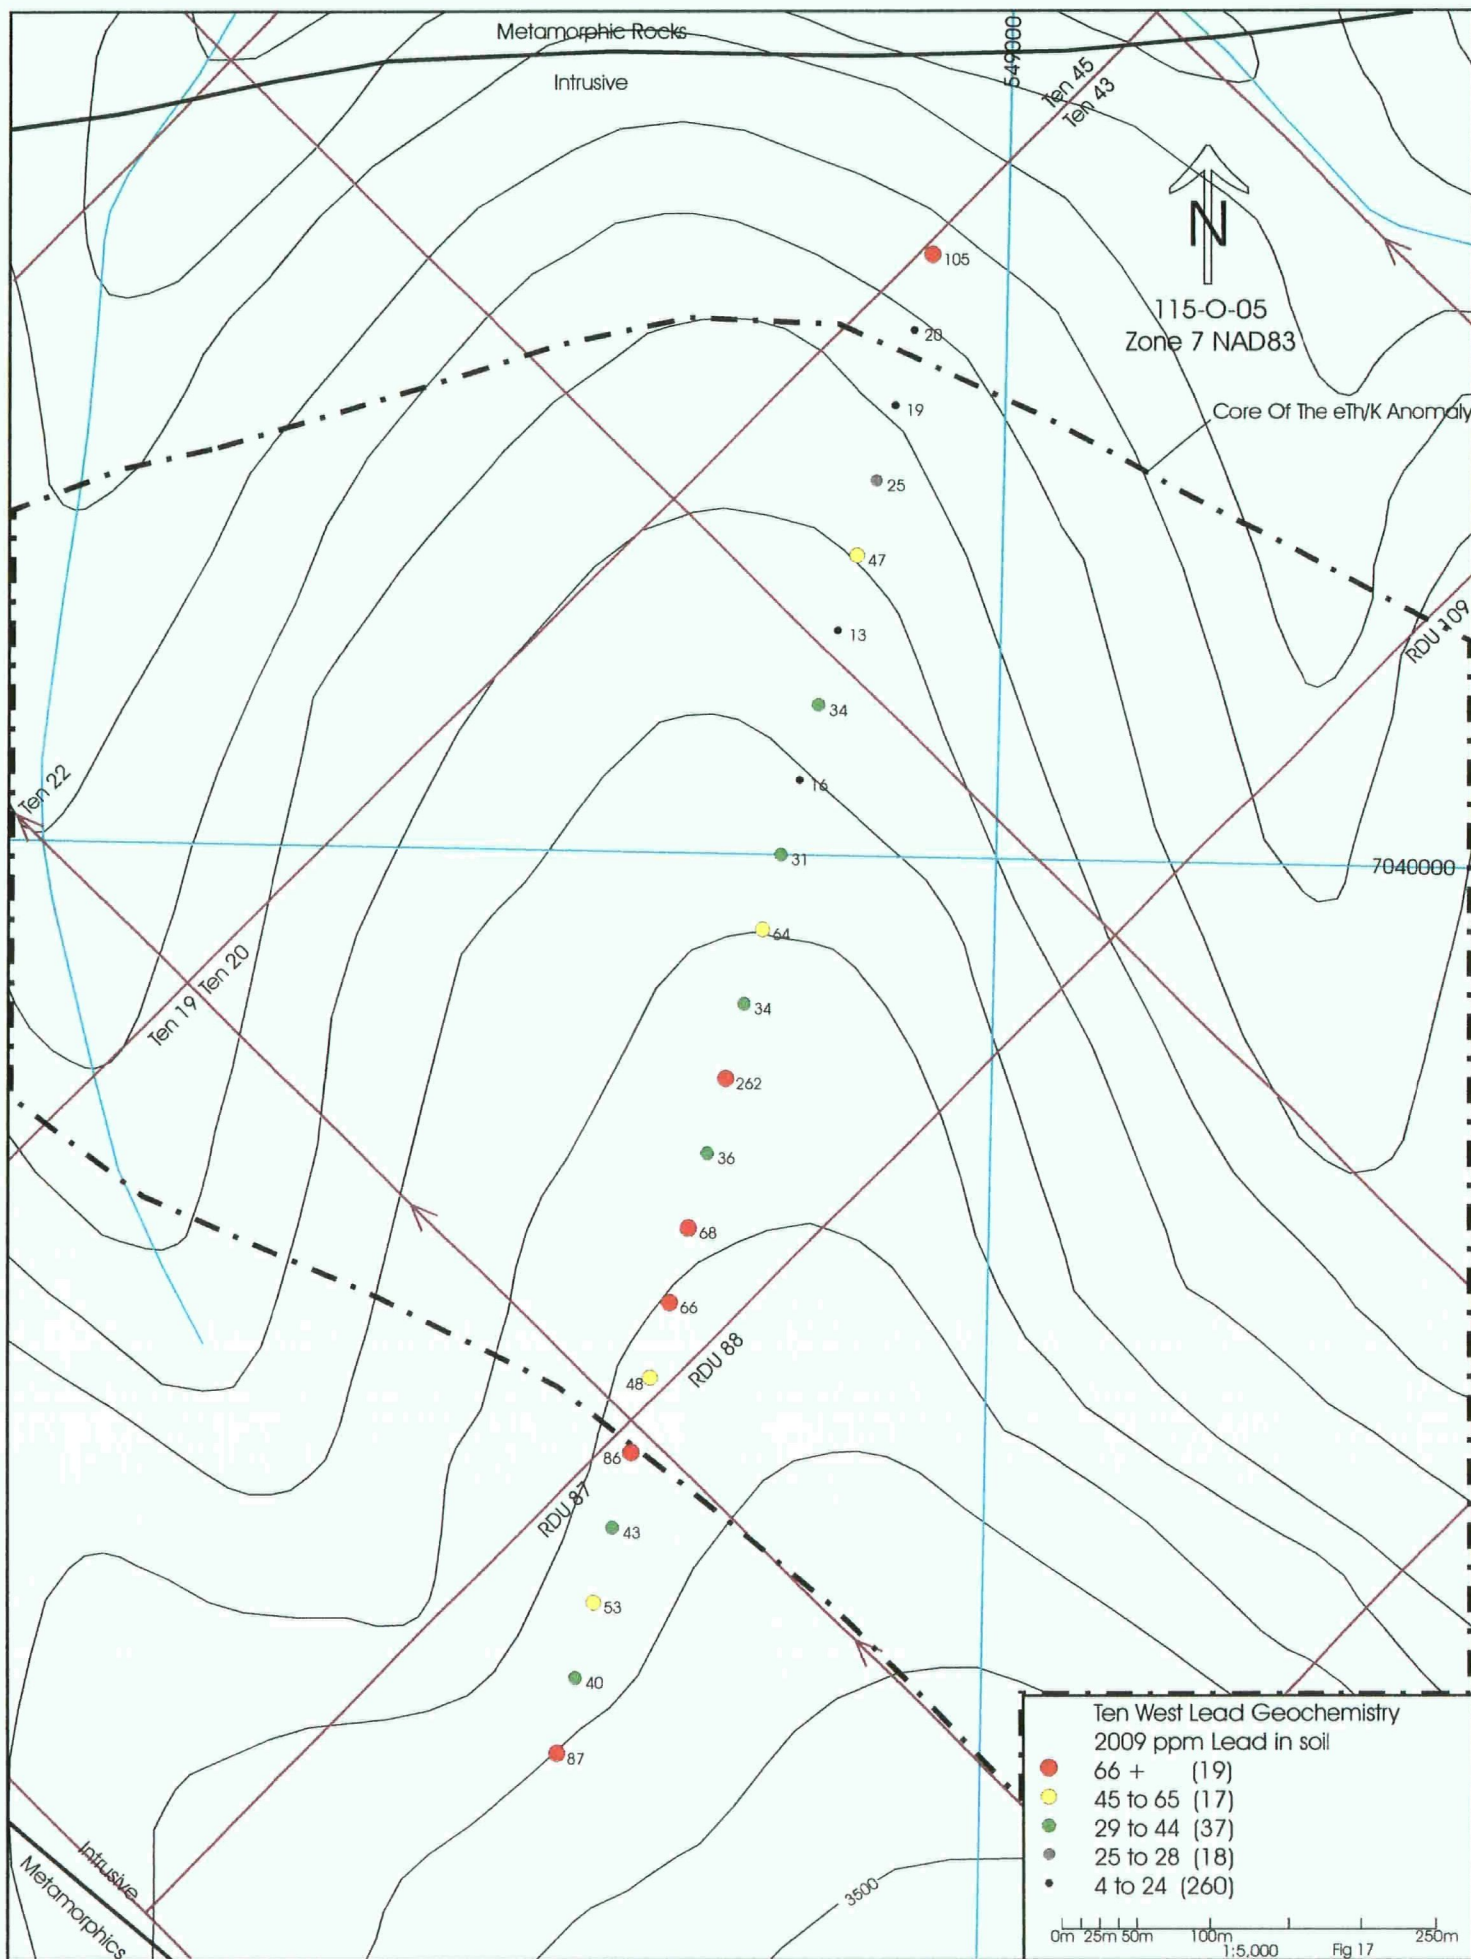 Metamorphic Rocks
Intrusive
549000
Ten 45
Ten 43
N
115-O-05
Zone 7 NAD83
105
20
19
Core Of The eTh/K Anomaly
25
47
13
RDU 109
34
16
Ten 22
31
7040000
64
Ten 20
Ten 19
34
262
36
68
66
RDU 88
48
86
RDU 87
43
53
40
87
Ten West Lead Geochemistry
2009 ppm Lead in soil
66 + (19)
45 to 65 (17)
29 to 44 (37)
25 to 28 (18)
4 to 24 (260)
3500
Intrusive
Metamorphics
0m 25m 50m 100m 250m
1:5,000 Fig 17